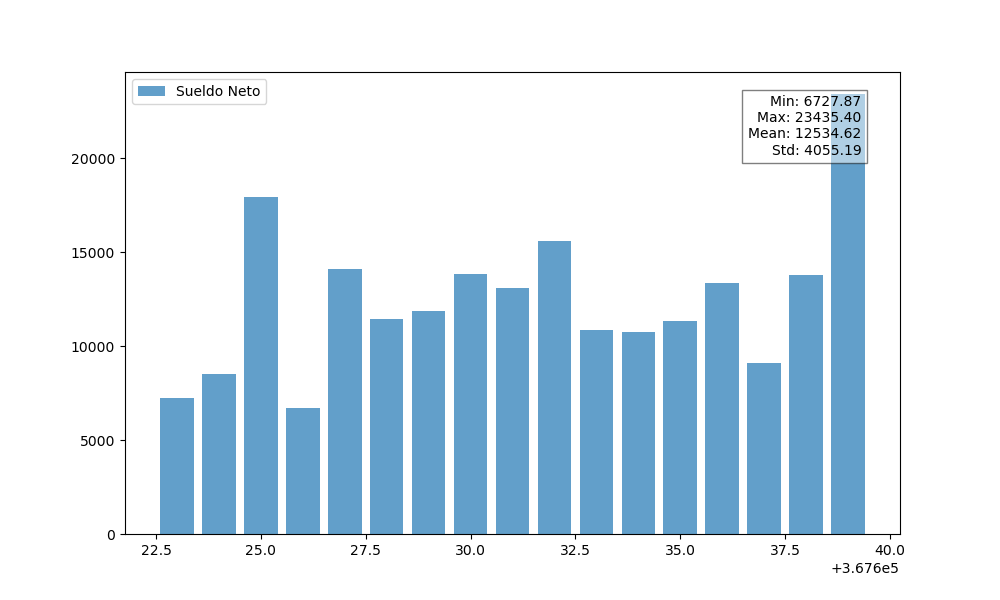 Sueldo Neto
Min: 6727.87
Max: 23435.40
Mean: 12534.62
Std: 4055.19
20000
15000
10000
5000
0
22.5 25.0 27.5 30.0 32.5 35.0 37.5 40.0
+3.676e5